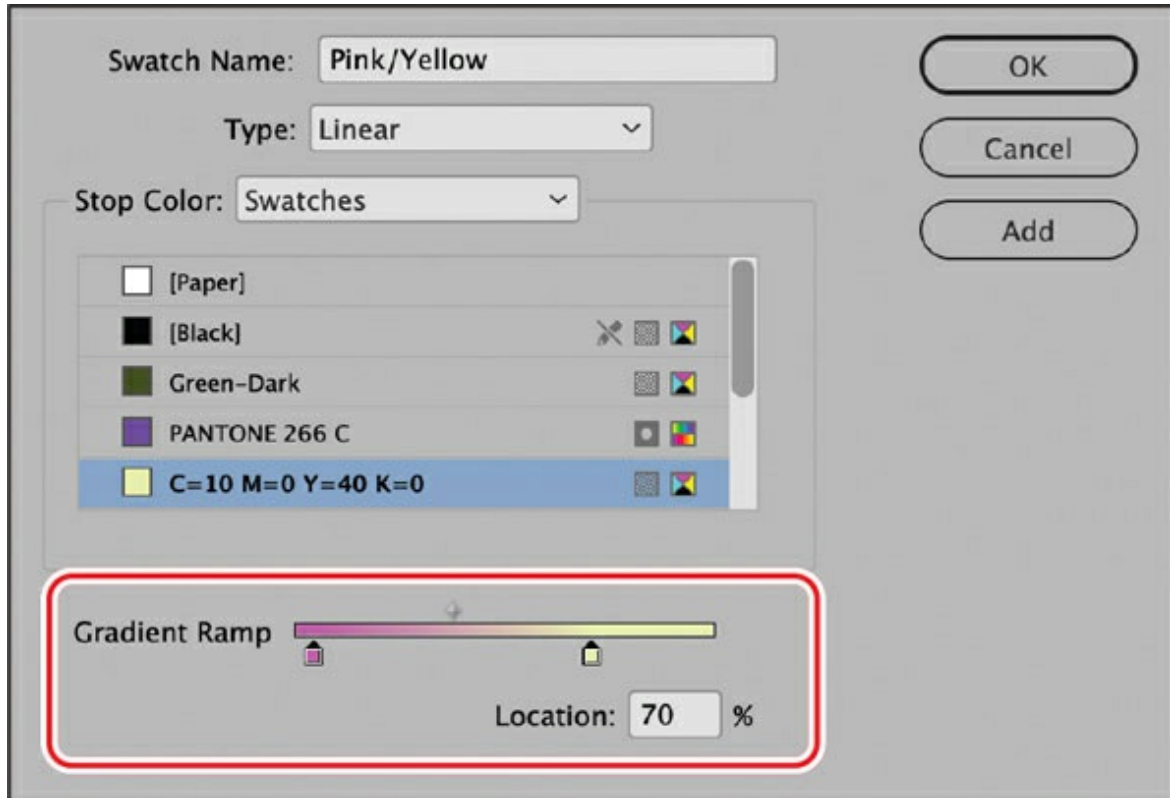 Swatch Name: Pink/Yellow
OK
Type: Linear
Cancel
Stop Color: Swatches
Add
[Paper]
[Black]
Green-Dark
PANTONE 266 C
C=10 M=0 Y=40 K=0
Gradient Ramp
Location: 70 %